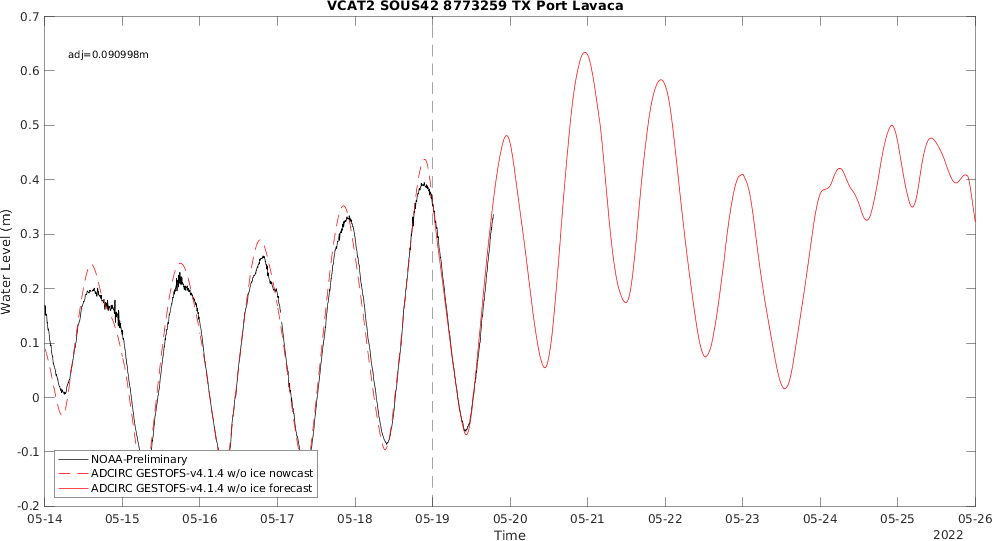 VCAT2 SOUS42 8773259 TX Port Lavaca
adj=0.090998m
Water Level (m)
0.7
0.6
0.5
0.4
0.3
0.2
0.1
0
-0.1
-0.2
NOAA-Preliminary
ADCIRC GESTOFS-v4.1.4 w/o ice nowcast
ADCIRC GESTOFS-v4.1.4 w/o ice forecast
05-14 05-15 05-16 05-17 05-18 05-19 05-20 05-21 05-22 05-23 05-24 05-25 05-26
Time
2022